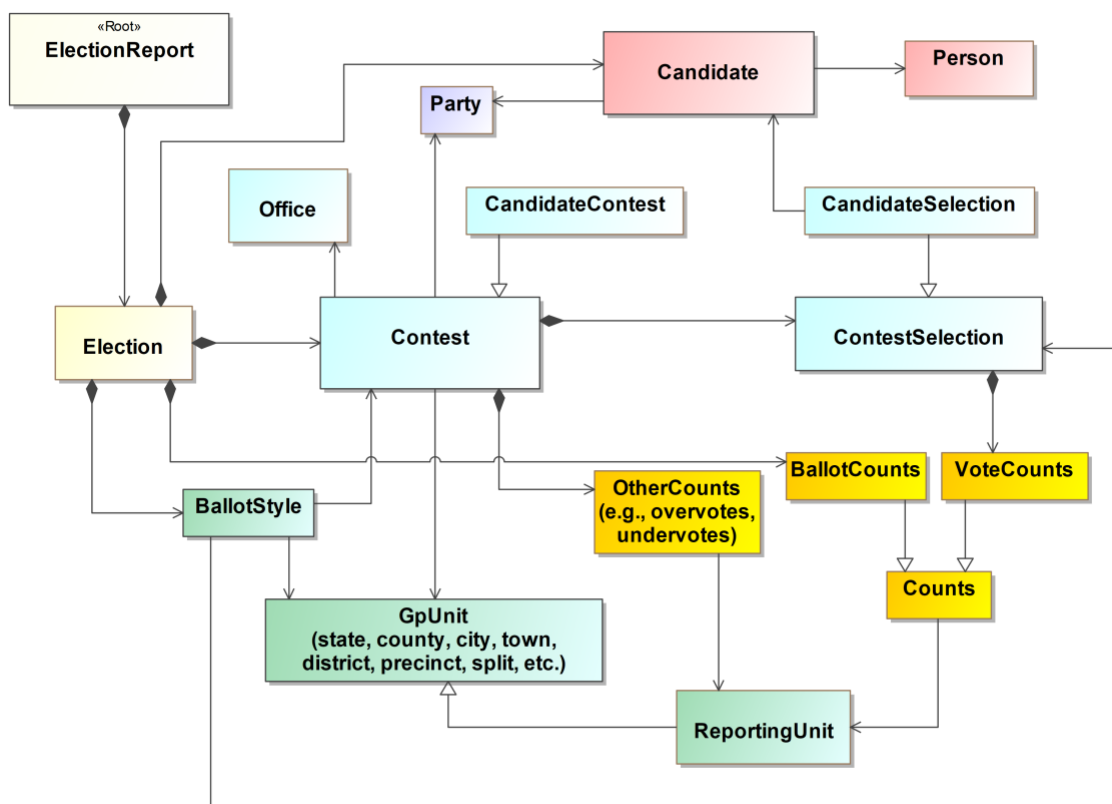 «Root»
ElectionReport
Candidate
Person
Party
Office
CandidateContest
CandidateSelection
Election
Contest
ContestSelection
BallotStyle
OtherCounts
(e.g., overvotes,
undervotes)
BallotCounts
VoteCounts
Counts
GpUnit
(state, county, city, town,
district, precinct, split, etc.)
ReportingUnit